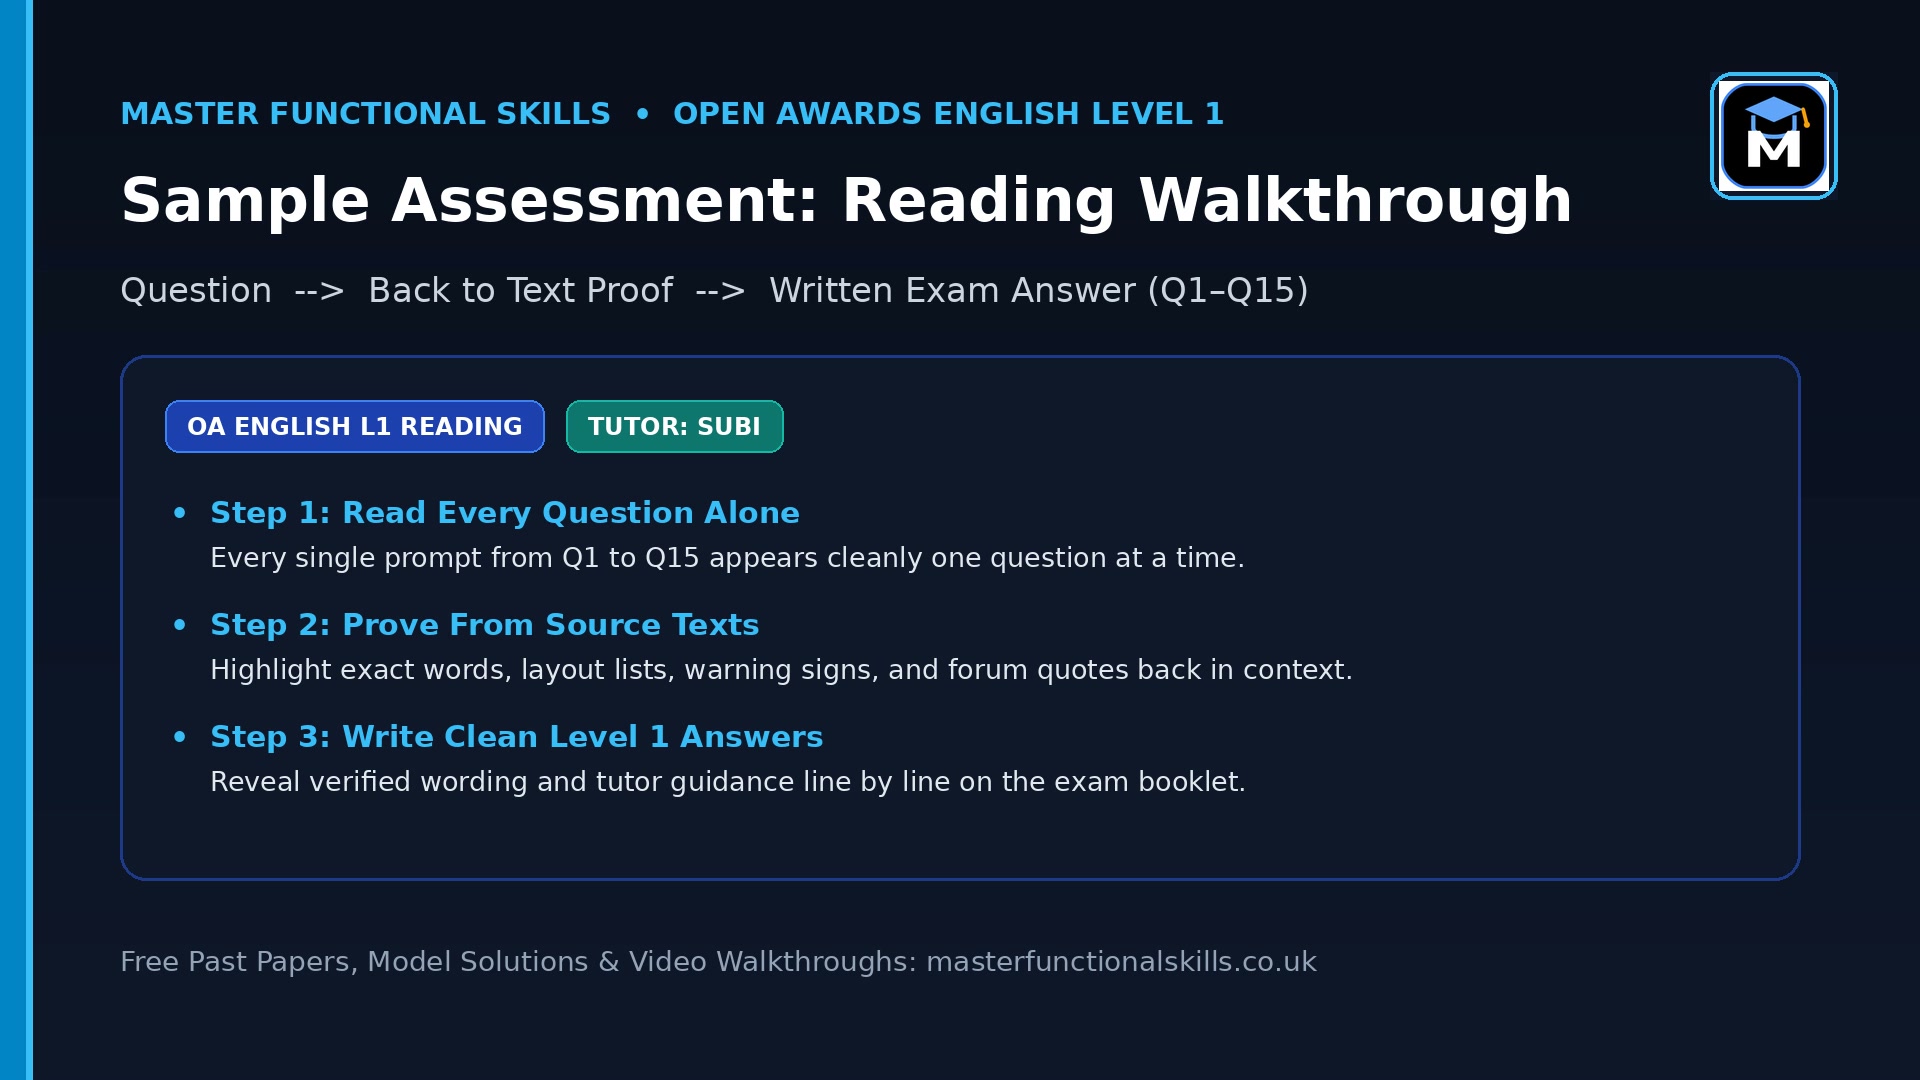 MASTER FUNCTIONAL SKILLS • OPEN AWARDS ENGLISH LEVEL 1
M
Sample Assessment: Reading Walkthrough
Question --> Back to Text Proof --> Written Exam Answer (Q1–Q15)
OA ENGLISH L1 READING
TUTOR: SUBI
• Step 1: Read Every Question Alone
Every single prompt from Q1 to Q15 appears cleanly one question at a time.
• Step 2: Prove From Source Texts
Highlight exact words, layout lists, warning signs, and forum quotes back in context.
• Step 3: Write Clean Level 1 Answers
Reveal verified wording and tutor guidance line by line on the exam booklet.
Free Past Papers, Model Solutions & Video Walkthroughs: masterfunctionalskills.co.uk